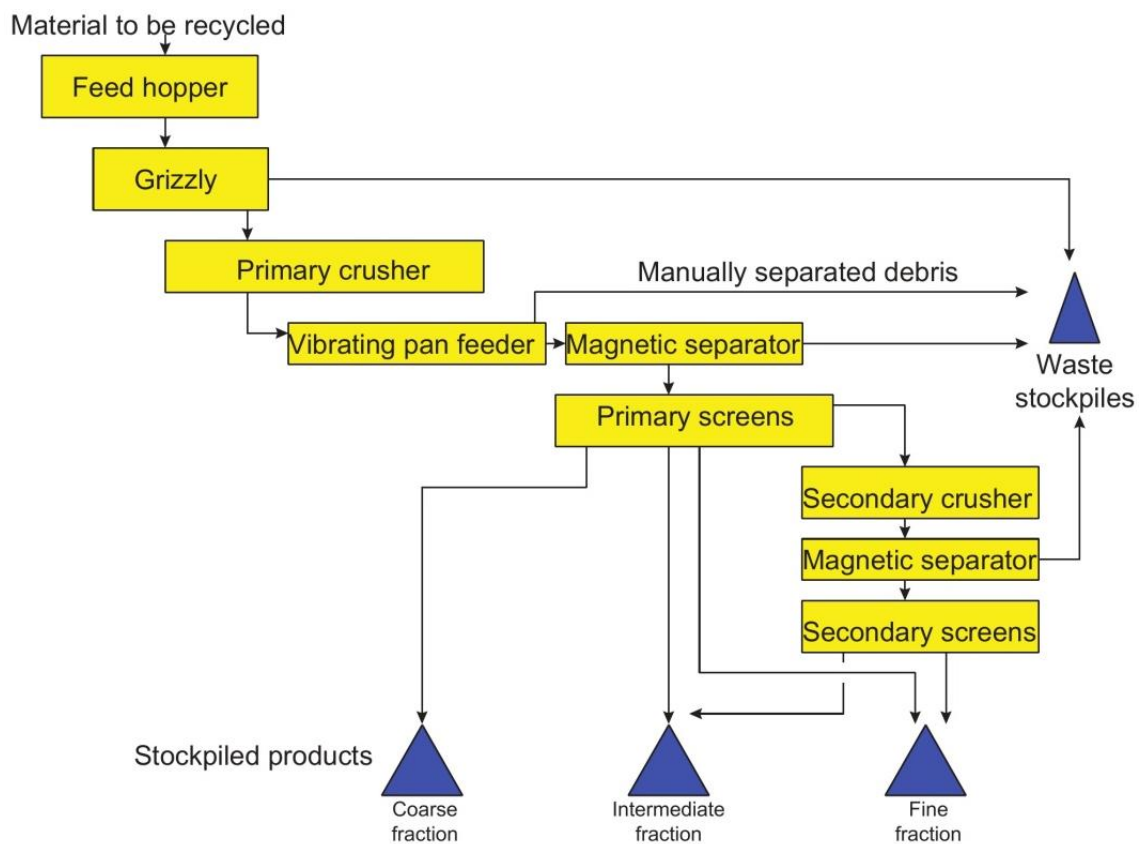 Material to be recycled
Feed hopper
Grizzly
Primary crusher
Manually separated debris
Vibrating pan feeder
Magnetic separator
Waste
stockpiles
Primary screens
Secondary crusher
Magnetic separator
Secondary screens
Stockpiled products
Coarse
fraction
Intermediate
fraction
Fine
fraction